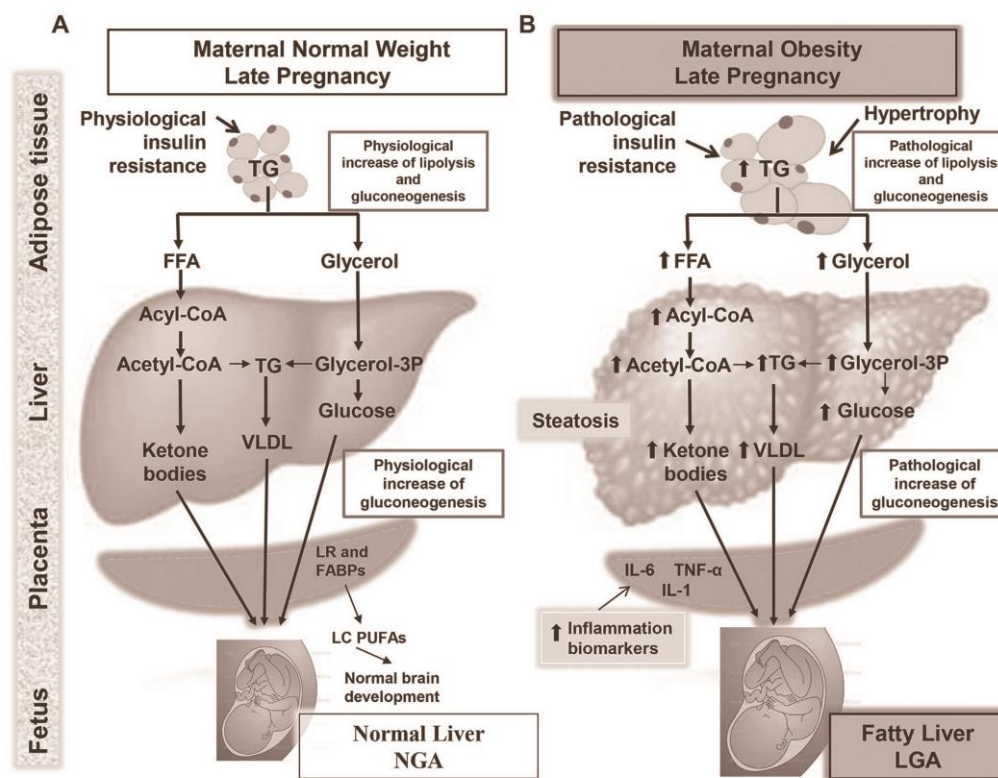 A
Maternal Normal Weight
Late Pregnancy
Adipose tissue
Liver
Placenta
Fetus
Physiological
insulin
resistance
TG
Physiological
increase of lipolysis
and
gluconeogenesis
FFA
Glycerol
Acyl-CoA
Acetyl-CoA
TG
Glycerol-3P
Glucose
Ketone
bodies
VLDL
Physiological
increase of
gluconeogenesis
LR and
FABPs
LC PUFAs
Normal brain
development
Normal Liver
NGA
B
Maternal Obesity
Late Pregnancy
Pathological
insulin
resistance
Hypertrophy
⬆ TG
Pathological
increase of lipolysis
and
gluconeogenesis
⬆ FFA
⬆ Glycerol
⬆ Acyl-CoA
⬆ Acetyl-CoA
⬆ TG
⬆ Glycerol-3P
⬆ Glucose
Steatosis
⬆ Ketone
bodies
⬆ VLDL
Pathological
increase of
gluconeogenesis
IL-6 TNF-α
IL-1
⬆ Inflammation
biomarkers
Fatty Liver
LGA